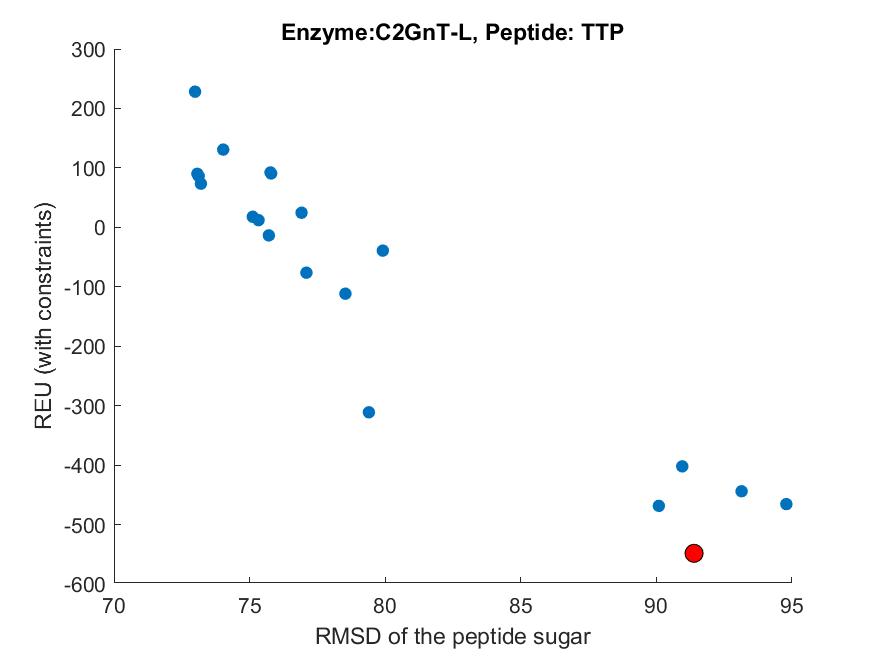 Enzyme:C2GnT-L, Peptide: TTP
300
200
100
0
-100
-200
-300
-400
-500
-600
REU (with constraints)
70 75 80 85 90 95
RMSD of the peptide sugar